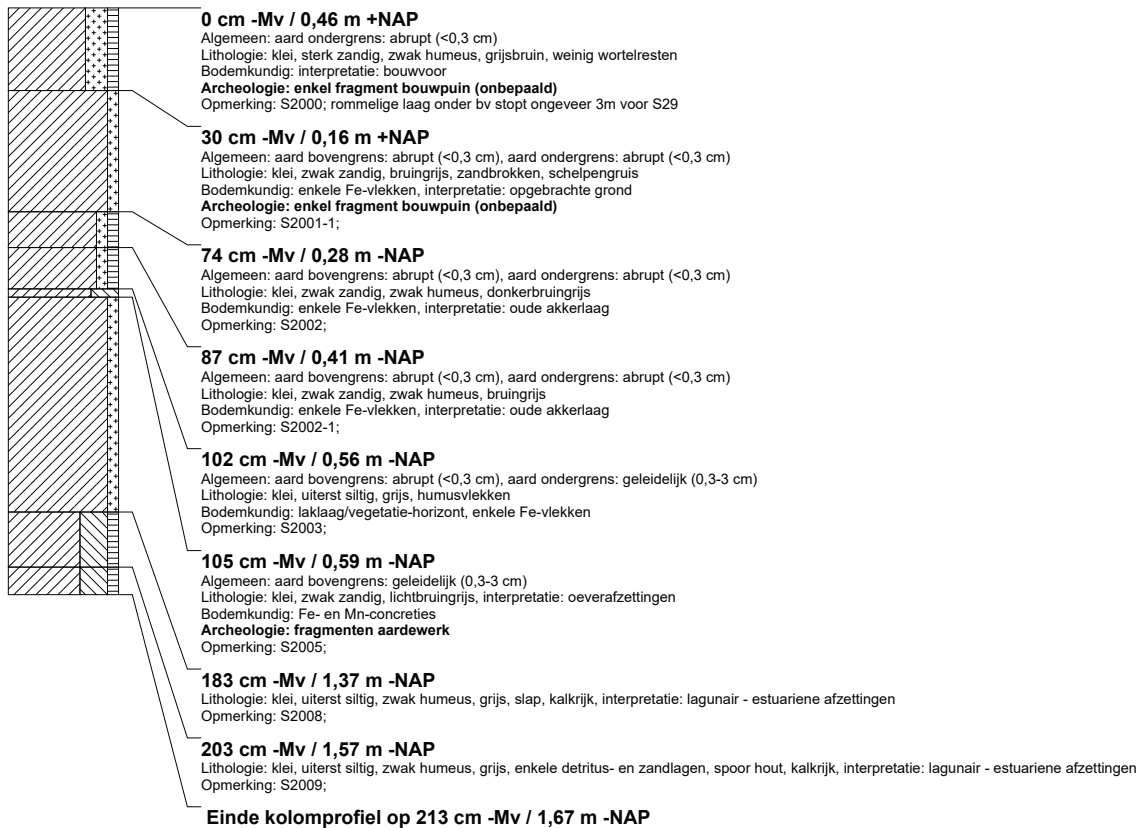 0 cm -Mv / 0,46 m +NAP
Algemeen: aard ondergrens: abrupt (<0,3 cm)
Lithologie: klei, sterk zandig, zwak humeus, grijsbruin, weinig wortelresten
Bodemkundig: interpretatie: bouwvoor
Archeologie: enkel fragment bouwpuin (onbepaald)
Opmerking: S2000; rommelige laag onder bv stopt ongeveer 3m voor S29
30 cm -Mv / 0,16 m +NAP
Algemeen: aard bovengrens: abrupt (<0,3 cm), aard ondergrens: abrupt (<0,3 cm)
Lithologie: klei, zwak zandig, bruingrijs, zandbrokken, schelpengruis
Bodemkundig: enkele Fe-vlekken, interpretatie: opgebrachte grond
Archeologie: enkel fragment bouwpuin (onbepaald)
Opmerking: S2001-1;
74 cm -Mv / 0,28 m -NAP
Algemeen: aard bovengrens: abrupt (<0,3 cm), aard ondergrens: abrupt (<0,3 cm)
Lithologie: klei, zwak zandig, zwak humeus, donkerbruingrijs
Bodemkundig: enkele Fe-vlekken, interpretatie: oude akkerlaag
Opmerking: S2002;
87 cm -Mv / 0,41 m -NAP
Algemeen: aard bovengrens: abrupt (<0,3 cm), aard ondergrens: abrupt (<0,3 cm)
Lithologie: klei, zwak zandig, zwak humeus, bruingrijs
Bodemkundig: enkele Fe-vlekken, interpretatie: oude akkerlaag
Opmerking: S2002-1;
102 cm -Mv / 0,56 m -NAP
Algemeen: aard bovengrens: abrupt (<0,3 cm), aard ondergrens: geleidelijk (0,3-3 cm)
Lithologie: klei, uiterst siltig, grijs, humusvlekken
Bodemkundig: laklaag/vegetatie-horizont, enkele Fe-vlekken
Opmerking: S2003;
105 cm -Mv / 0,59 m -NAP
Algemeen: aard bovengrens: geleidelijk (0,3-3 cm)
Lithologie: klei, zwak zandig, lichtbruingrijs, interpretatie: oeverafzettingen
Bodemkundig: Fe- en Mn-concreties
Archeologie: fragmenten aardewerk
Opmerking: S2005;
183 cm -Mv / 1,37 m -NAP
Lithologie: klei, uiterst siltig, zwak humeus, grijs, slap, kalkrijk, interpretatie: lagunair - estuariene afzettingen
Opmerking: S2008;
203 cm -Mv / 1,57 m -NAP
Lithologie: klei, uiterst siltig, zwak humeus, grijs, enkele detritus- en zandlagen, spoor hout, kalkrijk, interpretatie: lagunair - estuariene afzettingen
Opmerking: S2009;
Einde kolomprofiel op 213 cm -Mv / 1,67 m -NAP